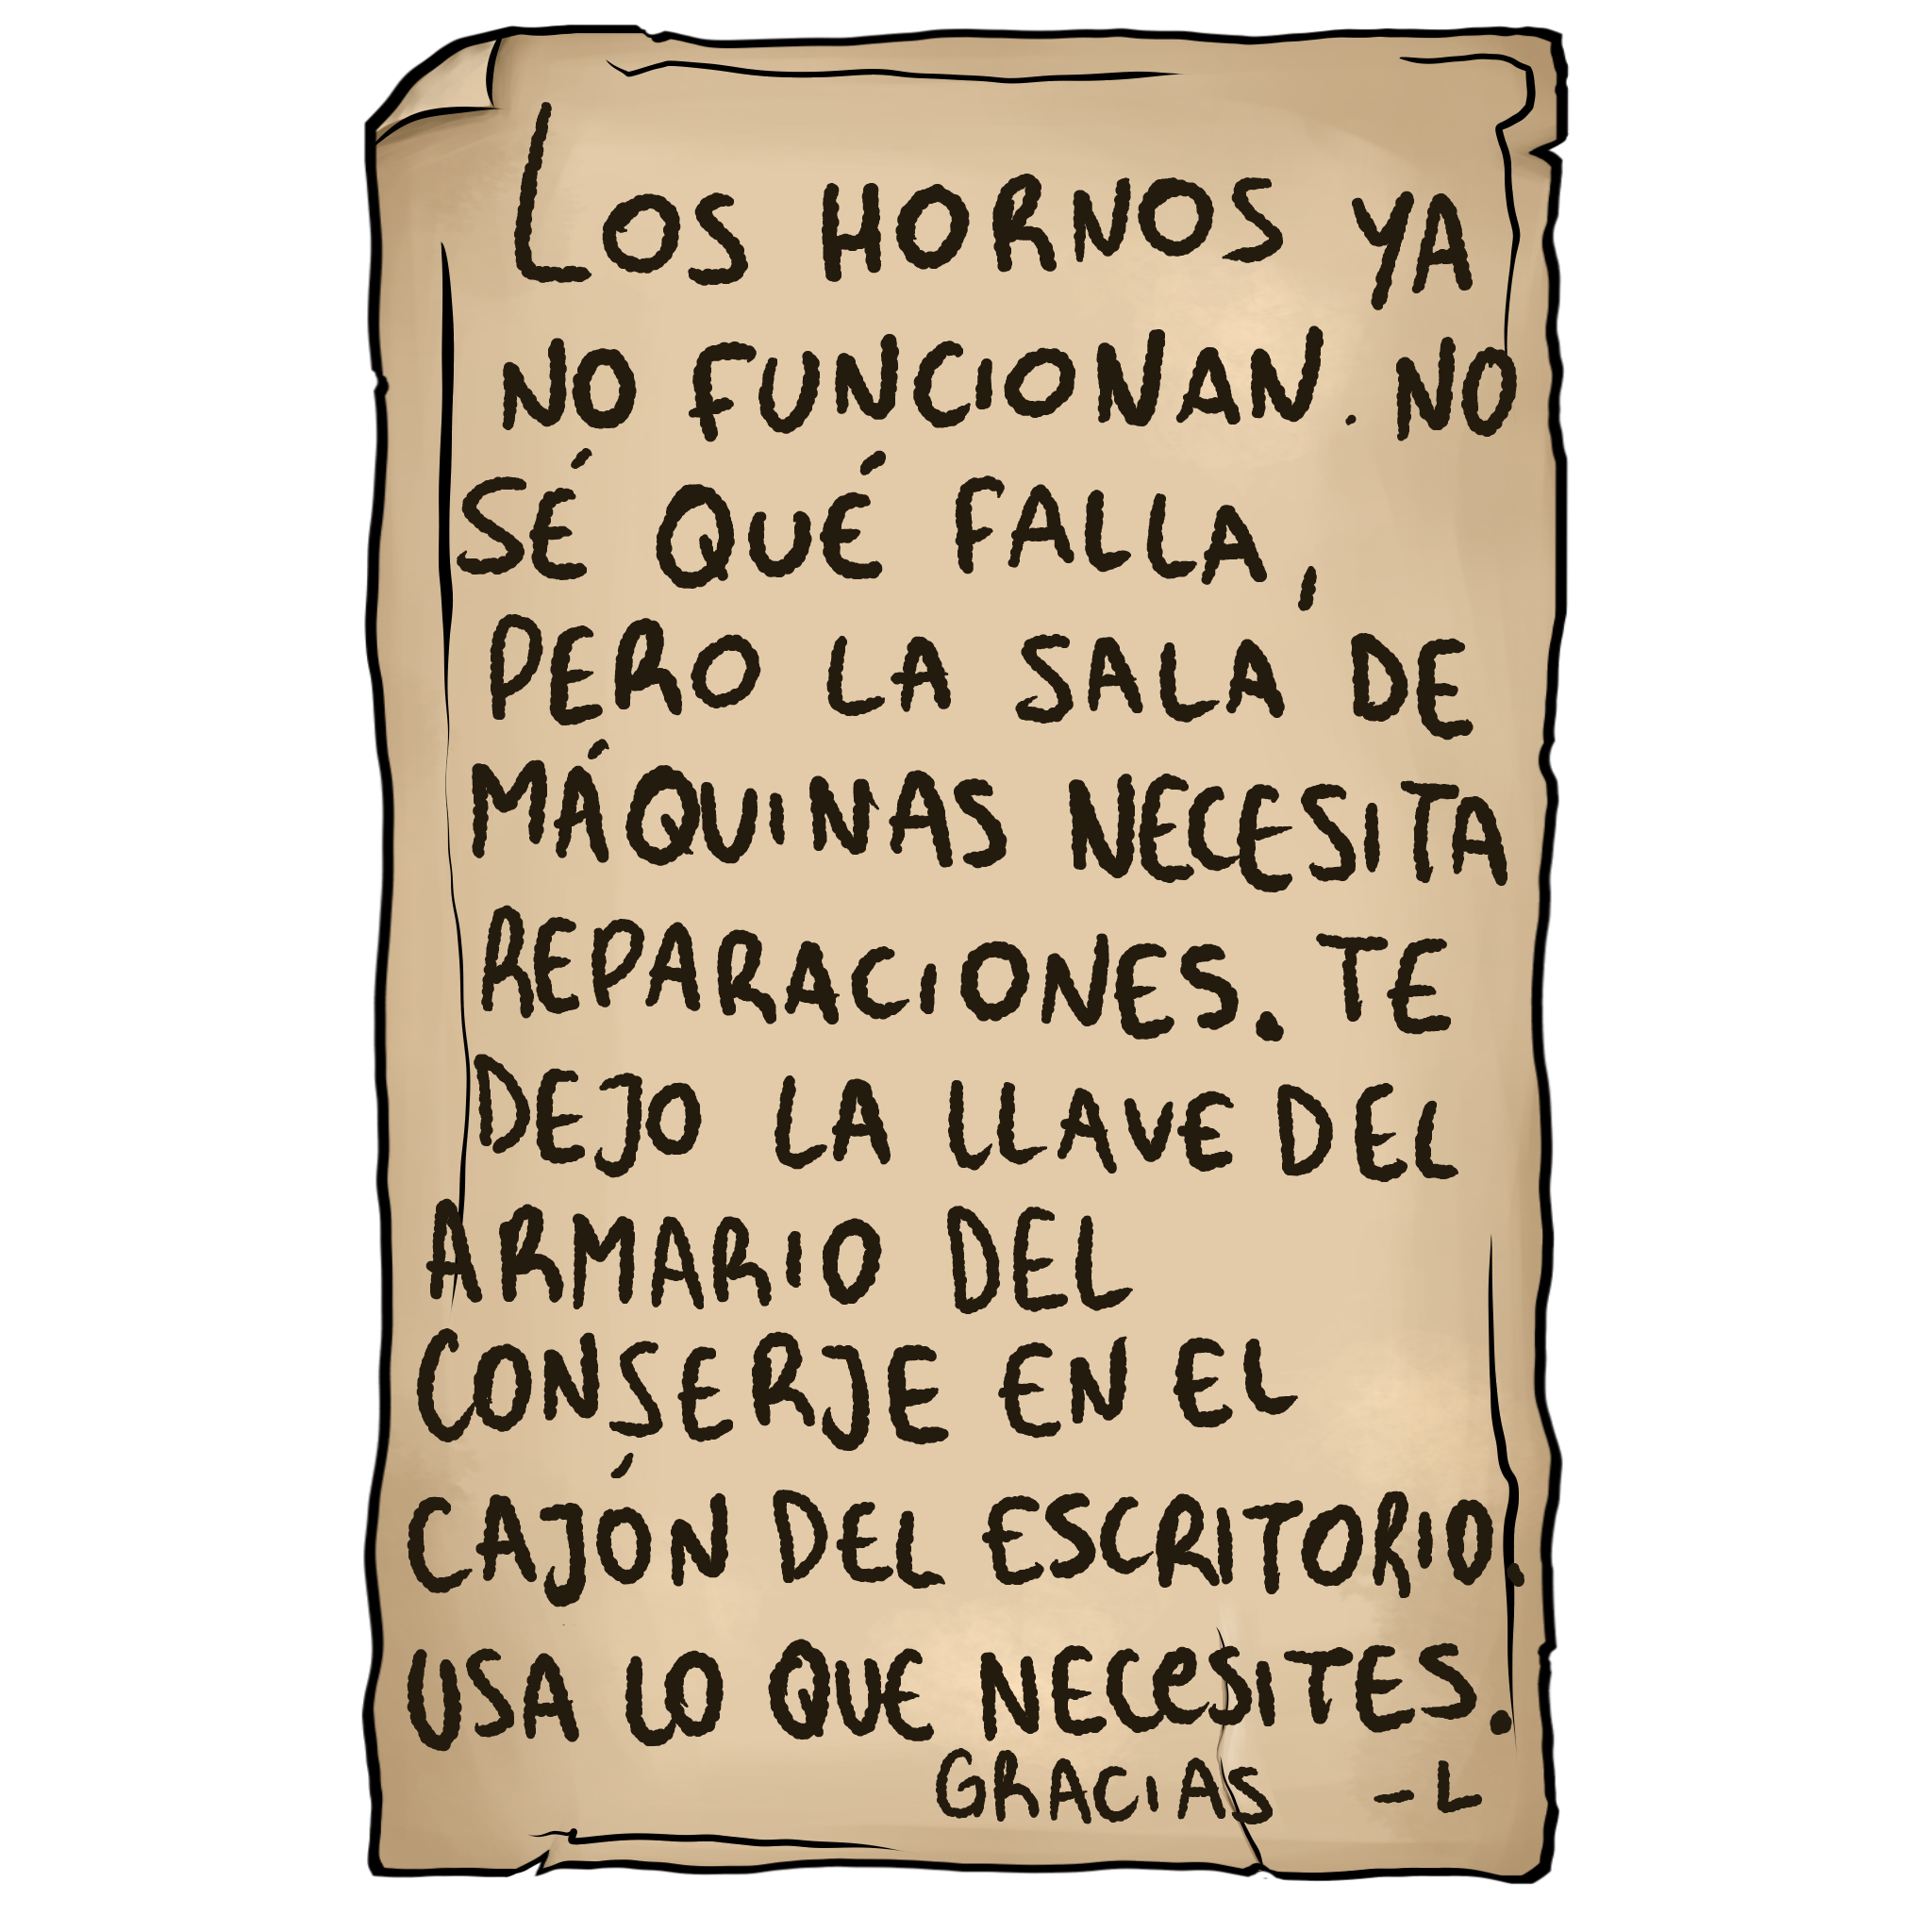 Los HORNOS YA
NO FUNCIONAN. NO
SÉ QUÉ FALLA,
PERO LA SALA DE
MÁQUINAS NECESITA
REPARACIONES. TE
DEJO LA LLAVE DEL
ARMARIO DEL
CONSERJE EN EL
CAJÓN DEL ESCRITORIO.
USA LO QUE NECESITES.
GRACIAS -L